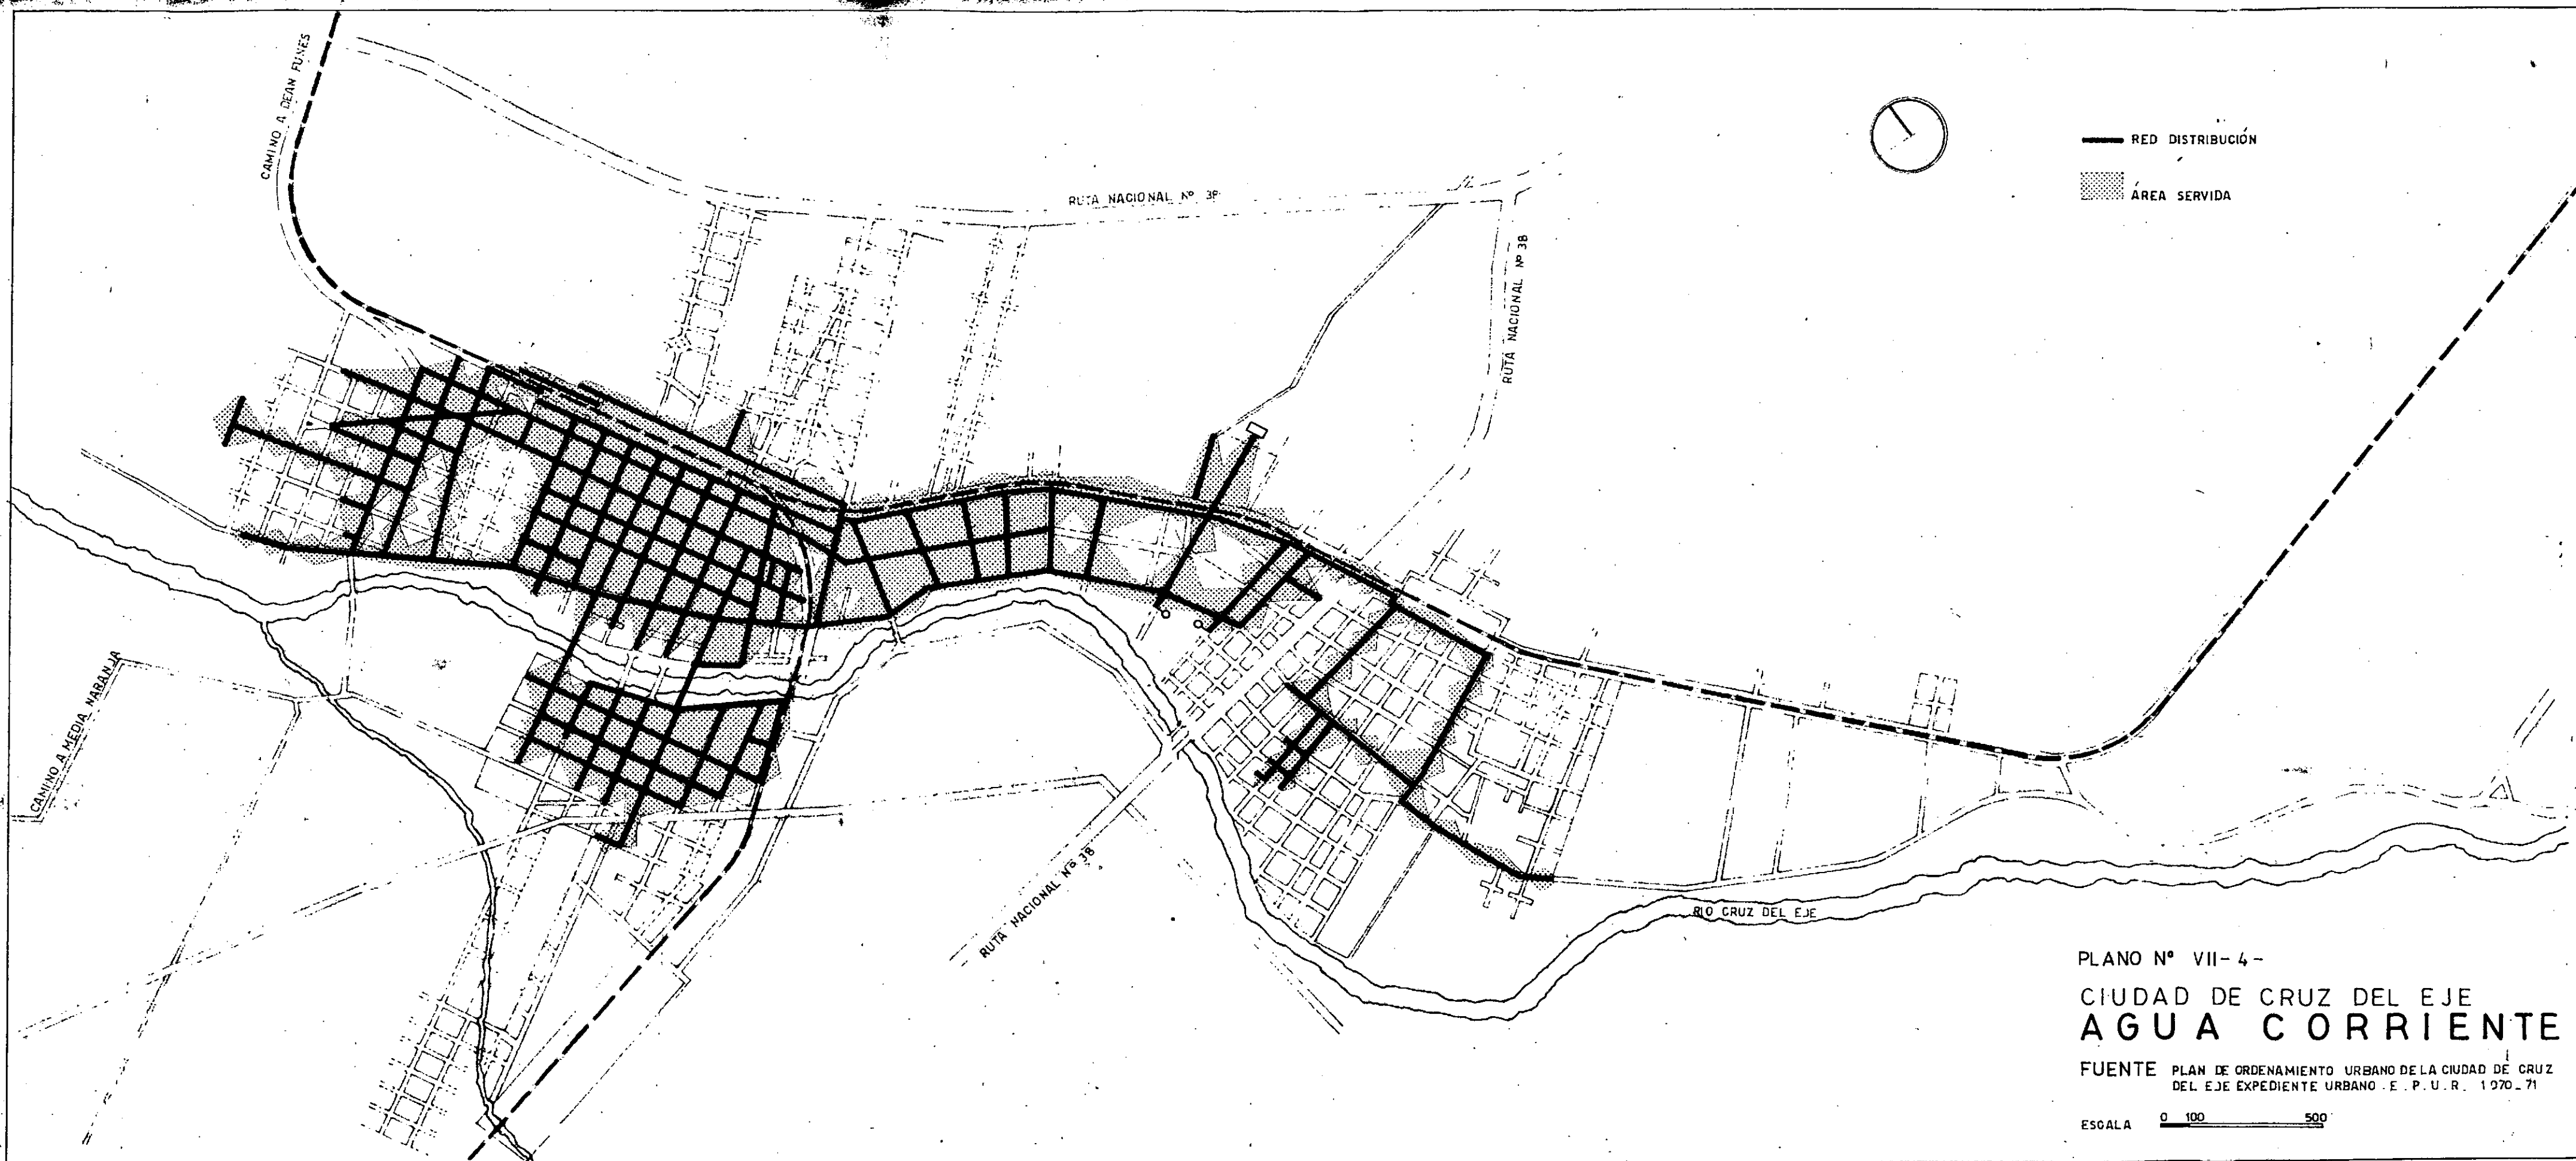 CAMINO A DEAN FUNES
RED DISTRIBUCIÓN
ÁREA SERVIDA
RUTA NACIONAL Nº 38
RUTA NACIONAL Nº 38
CAMINO A MEDIA NARANJA
RUTA NACIONAL Nº 38
RIO CRUZ DEL EJE
PLANO Nº VII-4-
CIUDAD DE CRUZ DEL EJE
AGUA CORRIENTE
FUENTE PLAN DE ORDENAMIENTO URBANO DE LA CIUDAD DE CRUZ
DEL EJE EXPEDIENTE URBANO. E. P. U. R. 1970-71
ESCALA 0 100 500